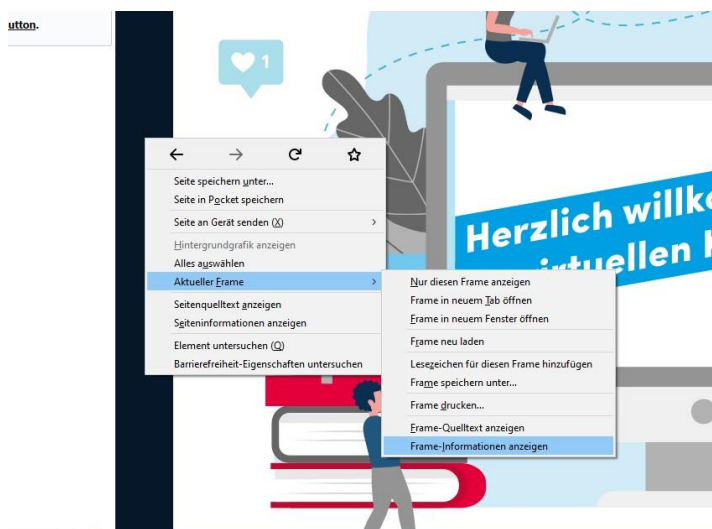 utton.
1
Seite speichern unter...
Seite in Pocket speichern
Seite an Gerät senden (X)
Hintergrundgrafik anzeigen
Alles auswählen
Aktueller Frame
Seitenquelltext anzeigen
Seiteninformationen anzeigen
Element untersuchen (Q)
Barrierefreiheit-Eigenschaften untersuchen
Nur diesen Frame anzeigen
Frame in neuem Tab öffnen
Frame in neuem Fenster öffnen
Frame neu laden
Lesezeichen für diesen Frame hinzufügen
Frame speichern unter...
Frame drucken...
Frame-Quelltext anzeigen
Frame-Informationen anzeigen
Herzlich willko
virtuellen